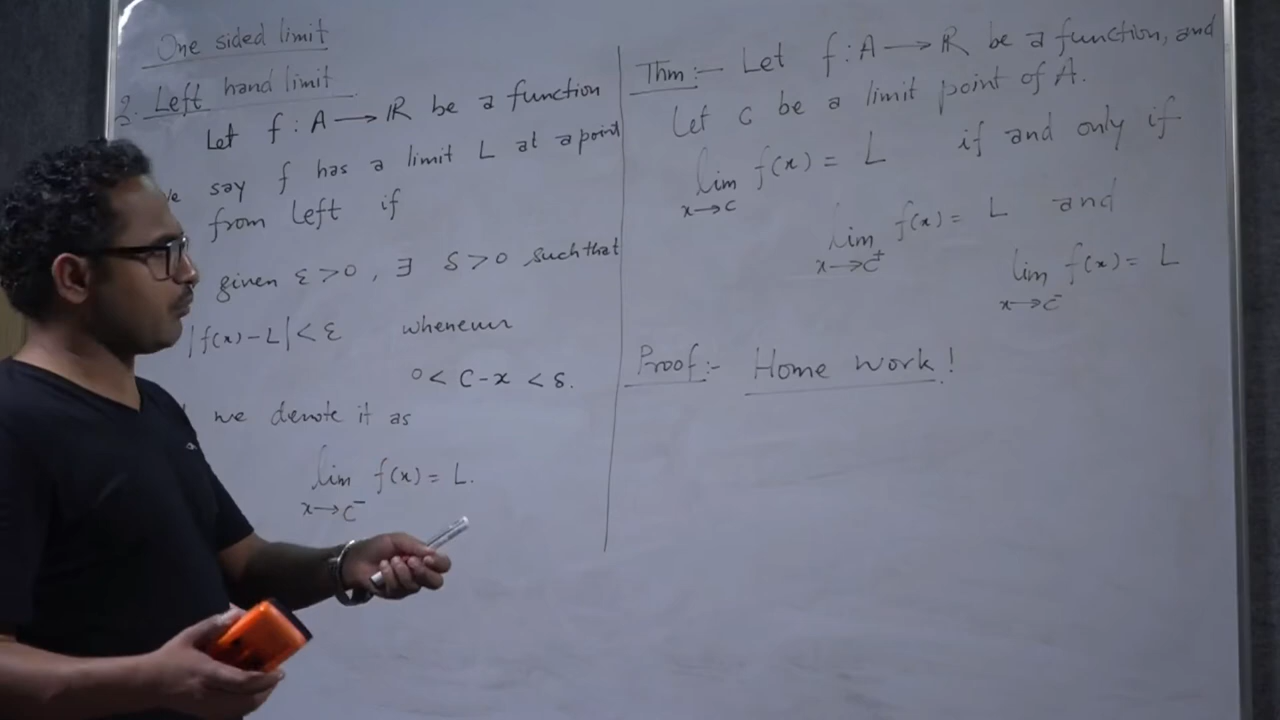 One sided limit
2. Left hand limit
Let f : A → ℝ be a function
say f has a limit L at a point
from left if
given ε > 0 , ∃ δ > 0 such that
|f(x) - L| < ε whenever
0 < c - x < δ.
we denote it as
lim f(x) = L.
x→c⁻
Thm :- Let f : A → ℝ be a function, and
Let c be a limit point of A.
lim f(x) = L if and only if
x→c
lim f(x) = L and
x→c⁺
lim f(x) = L
x→c⁻
Proof :- Home work !